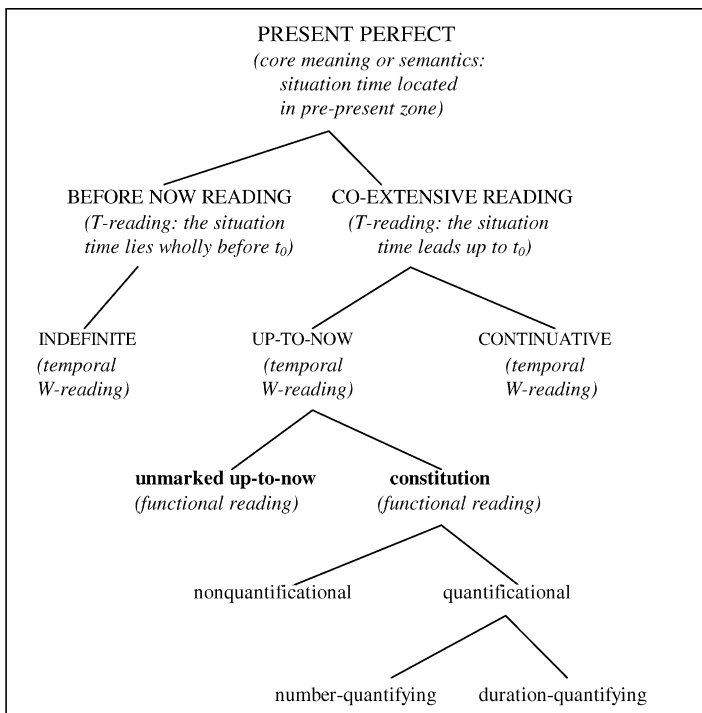 PRESENT PERFECT
(core meaning or semantics:
situation time located
in pre-present zone)
BEFORE NOW READING
(T-reading: the situation
time lies wholly before t₀)
CO-EXTENSIVE READING
(T-reading: the situation
time leads up to t₀)
INDEFINITE
(temporal
W-reading)
UP-TO-NOW
(temporal
W-reading)
CONTINUATIVE
(temporal
W-reading)
unmarked up-to-now
(functional reading)
constitution
(functional reading)
nonquantificational
quantificational
number-quantifying
duration-quantifying